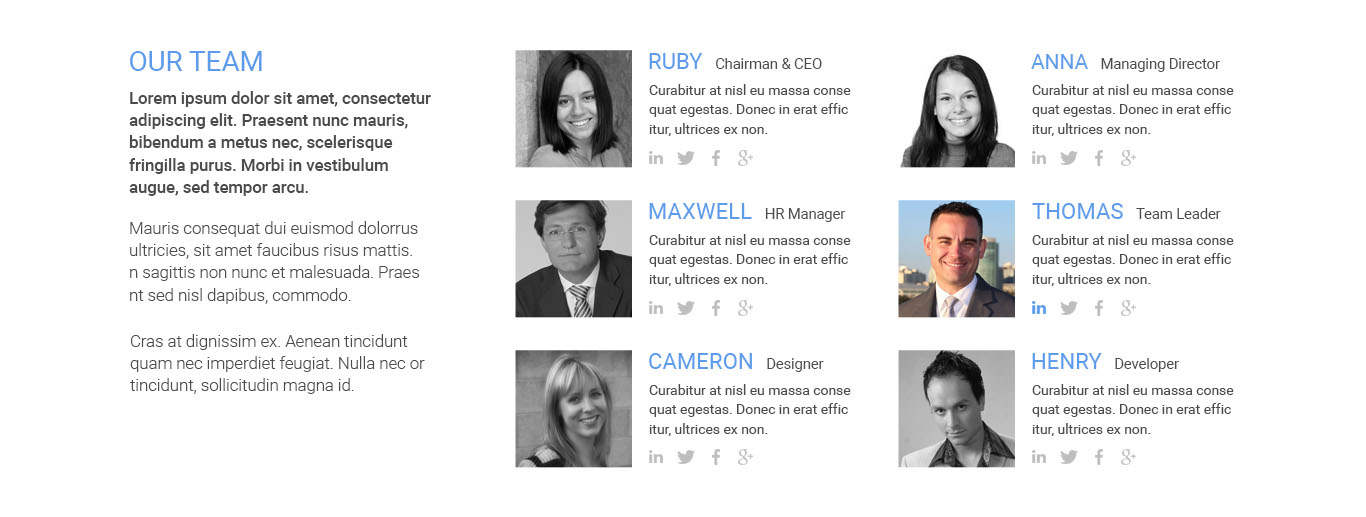 OUR TEAM
Lorem ipsum dolor sit amet, consectetur
adipiscing elit. Praesent nunc mauris,
bibendum a metus nec, scelerisque
fringilla purus. Morbi in vestibulum
augue, sed tempor arcu.
Mauris consequat dui euismod dolorrus
ultricies, sit amet faucibus risus mattis.
n sagittis non nunc et malesuada. Praes
nt sed nisl dapibus, commodo.
Cras at dignissim ex. Aenean tincidunt
quam nec imperdiet feugiat. Nulla nec or
tincidunt, sollicitudin magna id.
RUBY Chairman & CEO
Curabitur at nisl eu massa conse
quat egestas. Donec in erat effic
itur, ultrices ex non.
ANNA Managing Director
Curabitur at nisl eu massa conse
quat egestas. Donec in erat effic
itur, ultrices ex non.
MAXWELL HR Manager
Curabitur at nisl eu massa conse
quat egestas. Donec in erat effic
itur, ultrices ex non.
THOMAS Team Leader
Curabitur at nisl eu massa conse
quat egestas. Donec in erat effic
itur, ultrices ex non.
CAMERON Designer
Curabitur at nisl eu massa conse
quat egestas. Donec in erat effic
itur, ultrices ex non.
HENRY Developer
Curabitur at nisl eu massa conse
quat egestas. Donec in erat effic
itur, ultrices ex non.